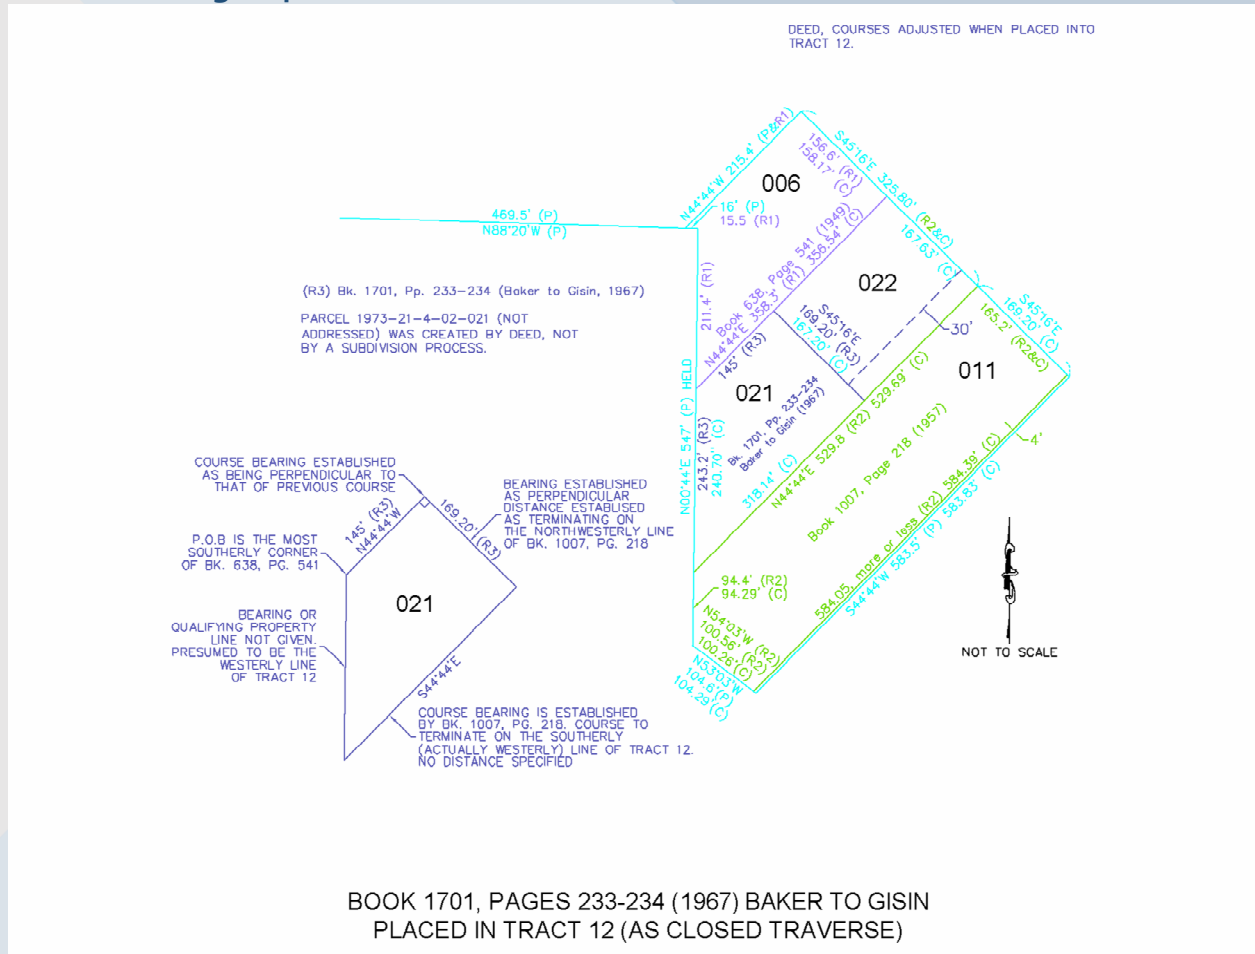 DEED, COURSES ADJUSTED WHEN PLACED INTO
TRACT 12.
N44°44'W 215.4' (P&R1)
S45°16'E 325.80' (R2&C)
156.6' (R1)
158.17' (C)
006
16' (P)
15.5 (R1)
469.5' (P)
N88°20'W (P)
211.4' (R1)
Book 638, Page 541 (1949)
N44°44'E 358.3' (R1) 356.54' (C)
167.63' (C)
022
S45°16'E
169.20' (R3)
167.20' (C)
30'
S45°16'E
169.20' (C)
165.2' (R2&C)
011
(R3) Bk. 1701, Pp. 233-234 (Baker to Gisin, 1967)
PARCEL 1973-21-4-02-021 (NOT
ADDRESSED) WAS CREATED BY DEED, NOT
BY A SUBDIVISION PROCESS.
145' (R3)
021
Bk. 1701, Pp. 233-234
Baker to Gisin (1967)
N00°44'E 547' (P) HELD
243.2' (R3)
240.70' (C)
318.14' (C)
N44°44'E 529.8 (R2) 529.69' (C)
Book 1007, Page 218 (1957)
4'
584.05, more or less (R2) 584.39' (C)
S44°44'W 583.5' (P) 583.83' (C)
94.4' (R2)
94.29' (C)
N54°03'W (R2)
100.56' (R2)
100.26'(C)
N53°03'W
104.6'(P)
104.29'(C)
NOT TO SCALE
COURSE BEARING ESTABLISHED
AS BEING PERPENDICULAR TO
THAT OF PREVIOUS COURSE
BEARING ESTABLISHED
AS PERPENDICULAR
DISTANCE ESTABLISED
AS TERMINATING ON
THE NORTHWESTERLY LINE
OF BK. 1007, PG. 218
145' (R3)
N44°44'W
169.20' (R3)
P.O.B IS THE MOST
SOUTHERLY CORNER
OF BK. 638, PG. 541
021
BEARING OR
QUALIFYING PROPERTY
LINE NOT GIVEN.
PRESUMED TO BE THE
WESTERLY LINE
OF TRACT 12
S44°44'E
COURSE BEARING IS ESTABLISHED
BY BK. 1007, PG. 218. COURSE TO
TERMINATE ON THE SOUTHERLY
(ACTUALLY WESTERLY) LINE OF TRACT 12.
NO DISTANCE SPECIFIED
BOOK 1701, PAGES 233-234 (1967) BAKER TO GISIN
PLACED IN TRACT 12 (AS CLOSED TRAVERSE)